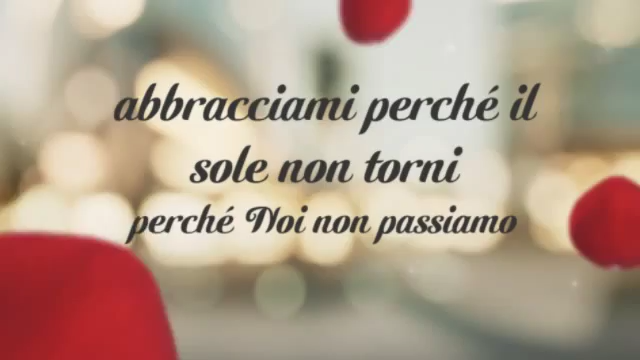 abbracciami perché il
sole non torni
perché Noi non passiamo